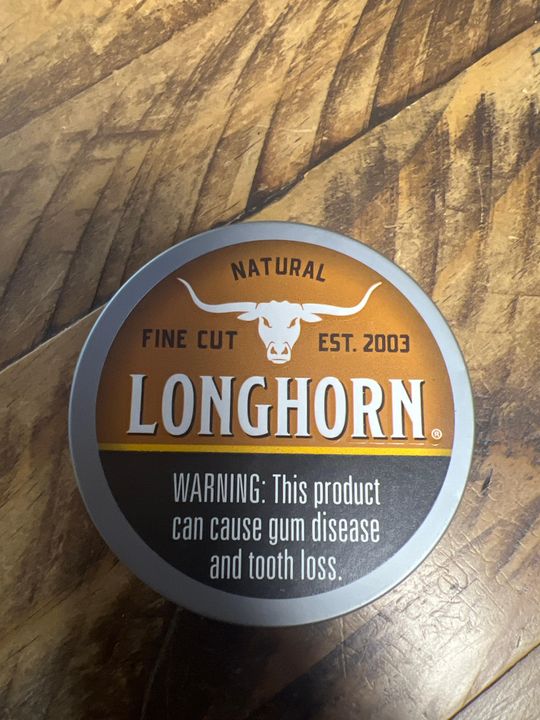 NATURAL
FINE CUT EST. 2003
LONGHORN®
WARNING: This product
can cause gum disease
and tooth loss.